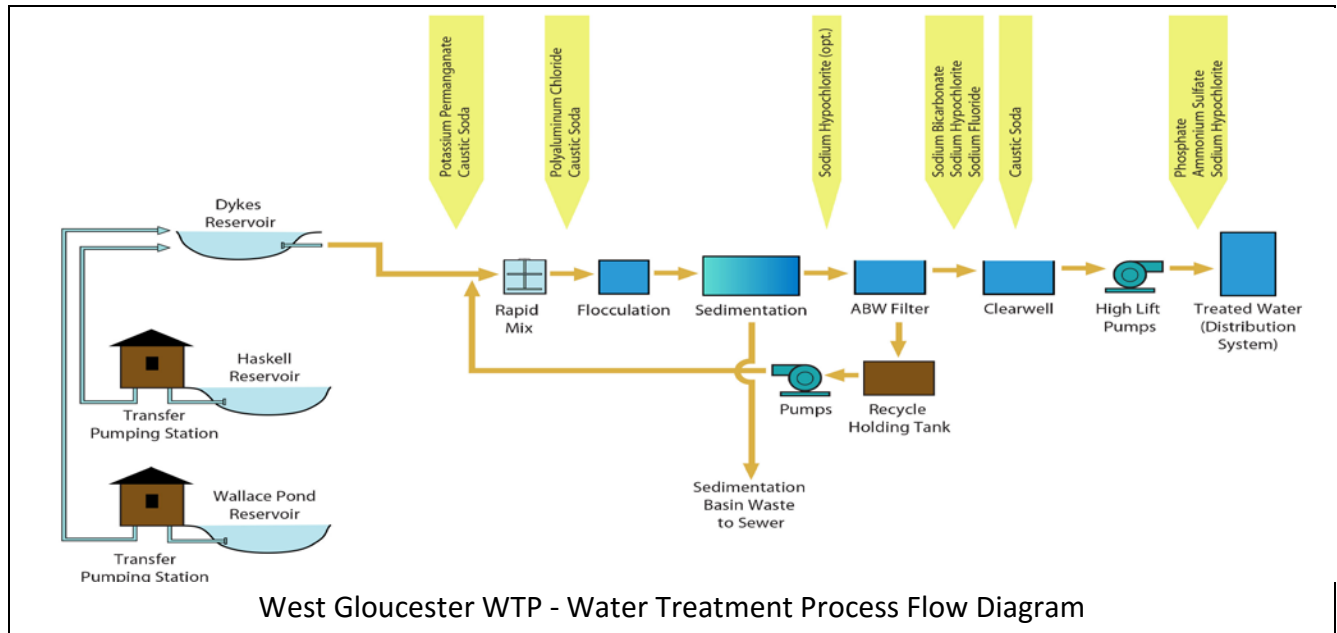 Potassium Permanganate
Caustic Soda
Polyaluminum Chloride
Caustic Soda
Sodium Hypochlorite (opt.)
Sodium Bicarbonate
Sodium Hypochlorite
Sodium Fluoride
Caustic Soda
Phosphate
Ammonium Sulfate
Sodium Hypochlorite
Dykes
Reservoir
Rapid
Mix
Flocculation
Sedimentation
ABW Filter
Clearwell
High Lift
Pumps
Treated Water
(Distribution
System)
Haskell
Reservoir
Transfer
Pumping Station
Pumps
Recycle
Holding Tank
Wallace Pond
Reservoir
Transfer
Pumping Station
Sedimentation
Basin Waste
to Sewer
West Gloucester WTP - Water Treatment Process Flow Diagram